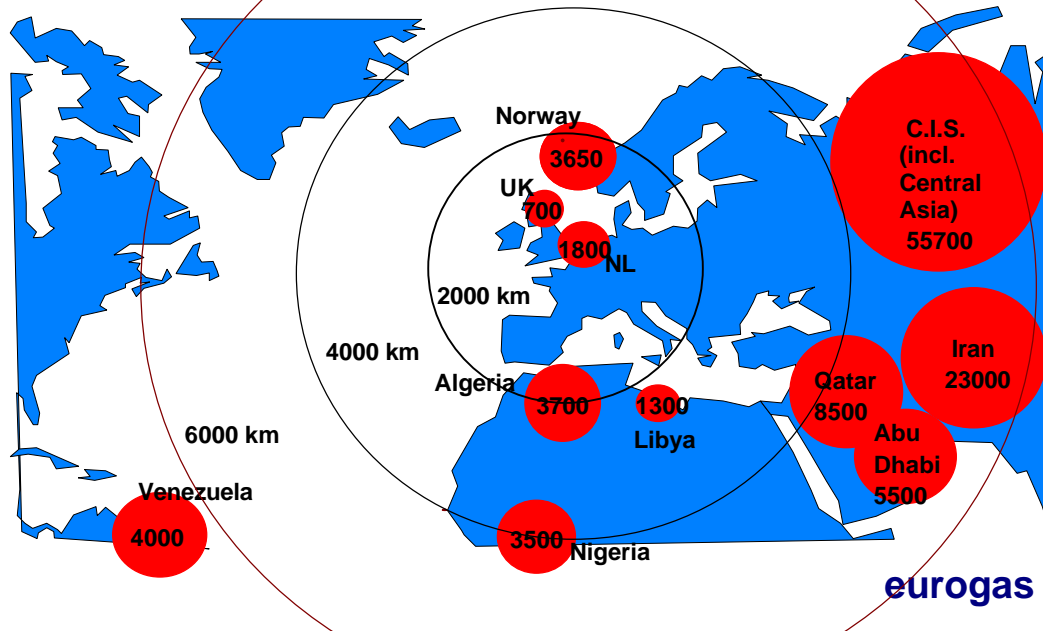 Norway
3650
UK
700
1800
NL
2000 km
4000 km
6000 km
C.I.S.
(incl.
Central
Asia)
55700
Iran
23000
Qatar
8500
Abu
Dhabi
5500
Algeria
3700
1300
Libya
Venezuela
4000
3500
Nigeria
eurogas